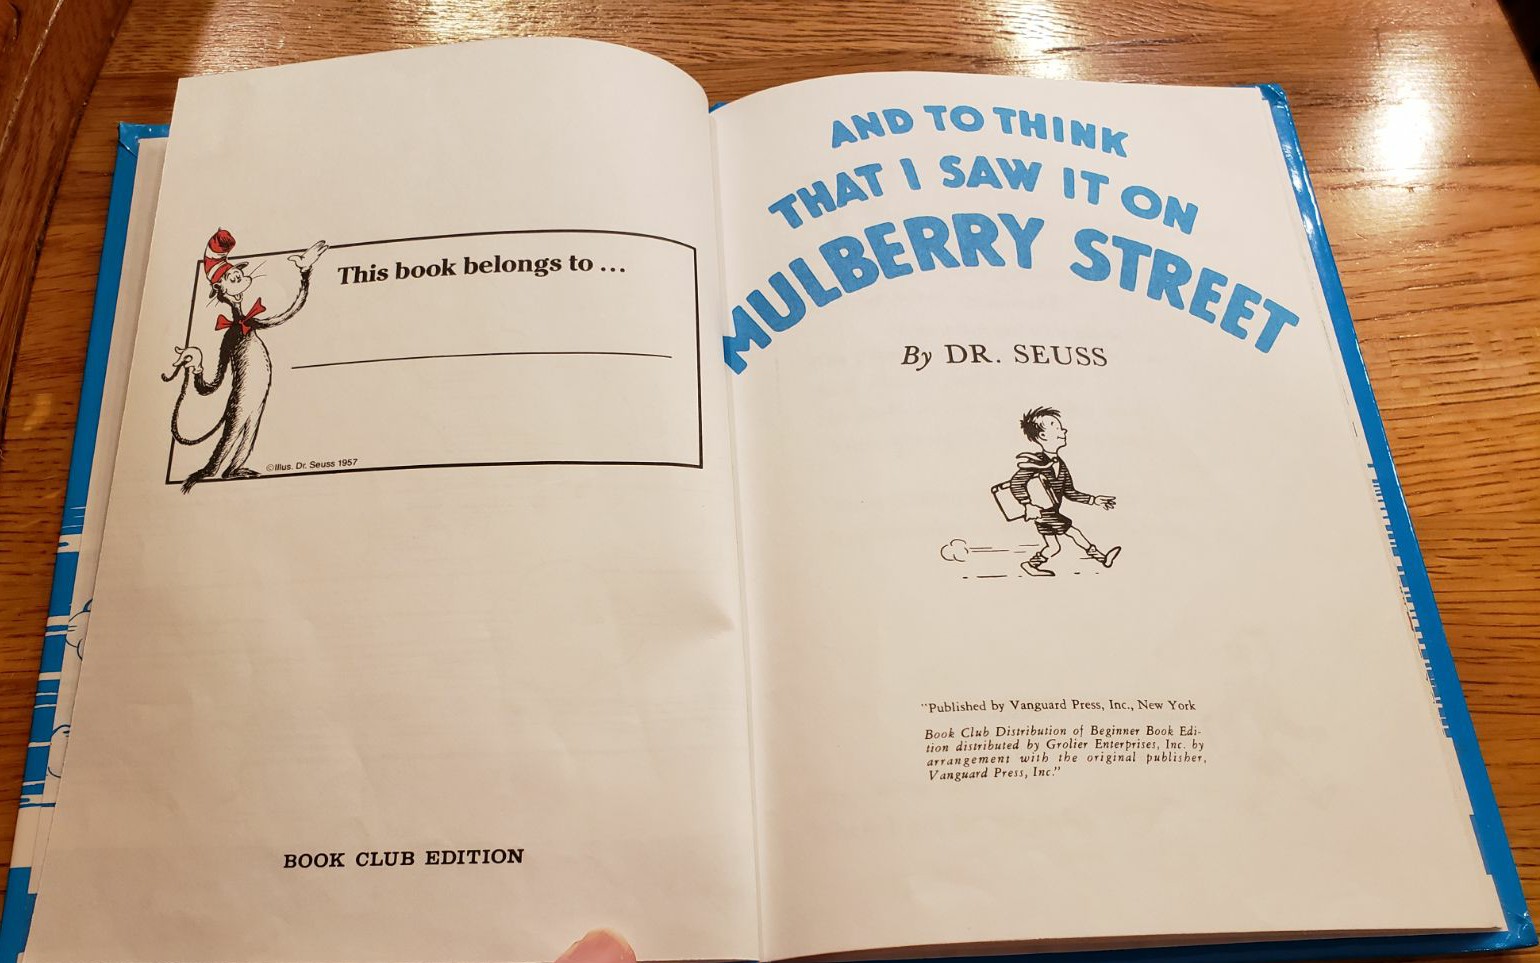 This book belongs to ...
©Illus. Dr. Seuss 1957
BOOK CLUB EDITION
AND TO THINK
THAT I SAW IT ON
MULBERRY STREET
By DR. SEUSS
"Published by Vanguard Press, Inc., New York
Book Club Distribution of Beginner Book Edi-
tion distributed by Grolier Enterprises, Inc. by
arrangement with the original publisher,
Vanguard Press, Inc."